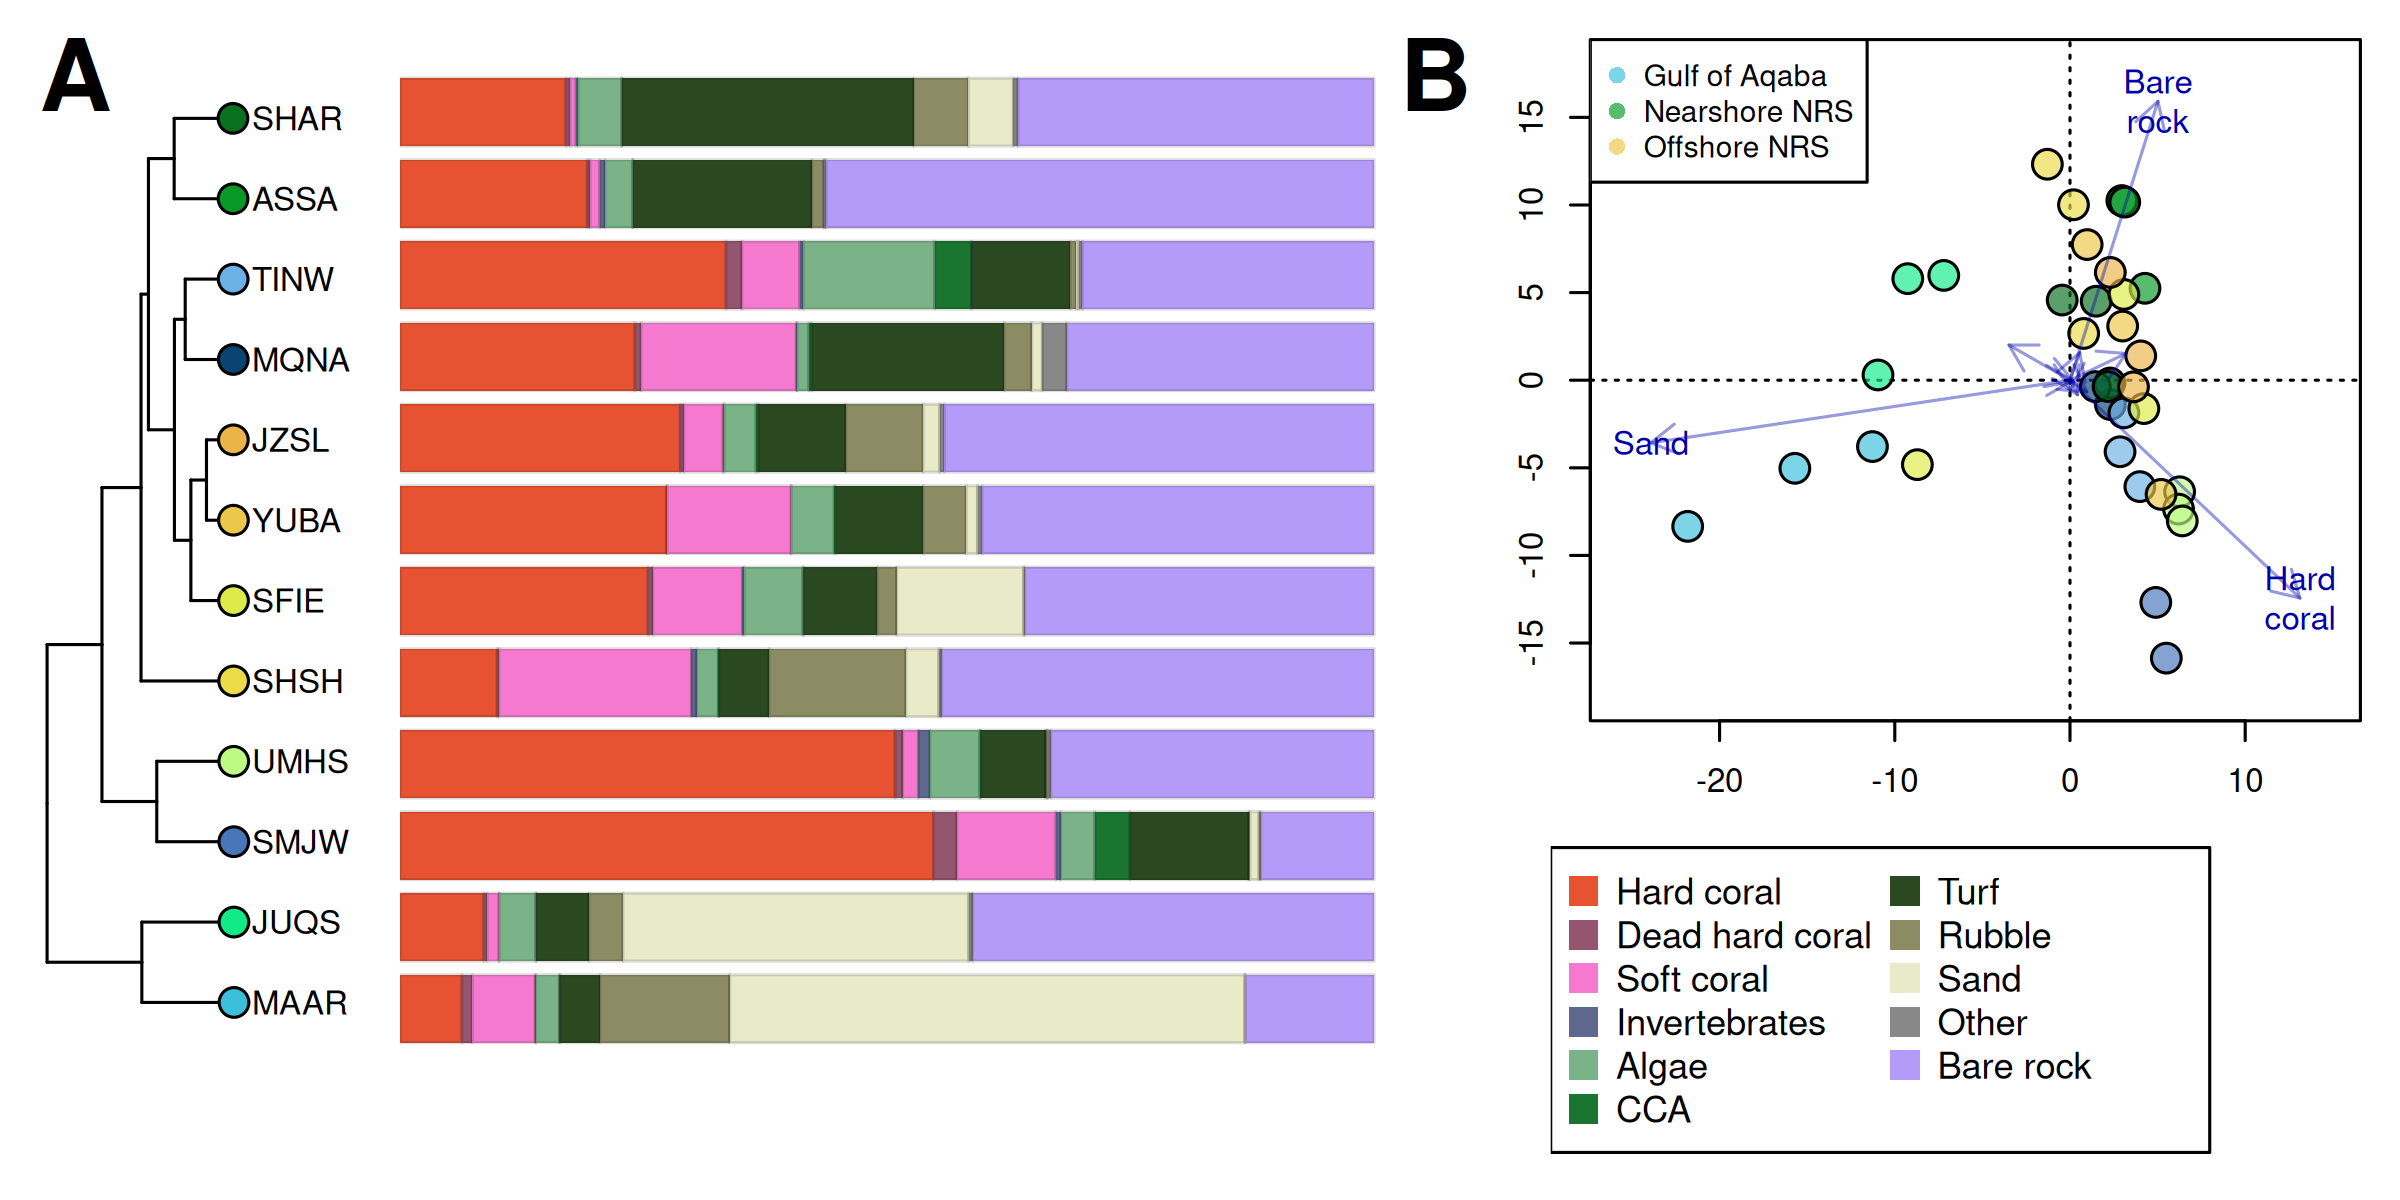 A
SHAR
ASSA
TINW
MQNA
JZSL
YUBA
SFIE
SHSH
UMHS
SMJW
JUQS
MAAR
B
Gulf of Aqaba
Nearshore NRS
Offshore NRS
Bare
rock
Sand
Hard
coral
15
10
5
0
-5
-10
-15
-20
-10
0
10
Hard coral
Dead hard coral
Soft coral
Invertebrates
Algae
CCA
Turf
Rubble
Sand
Other
Bare rock